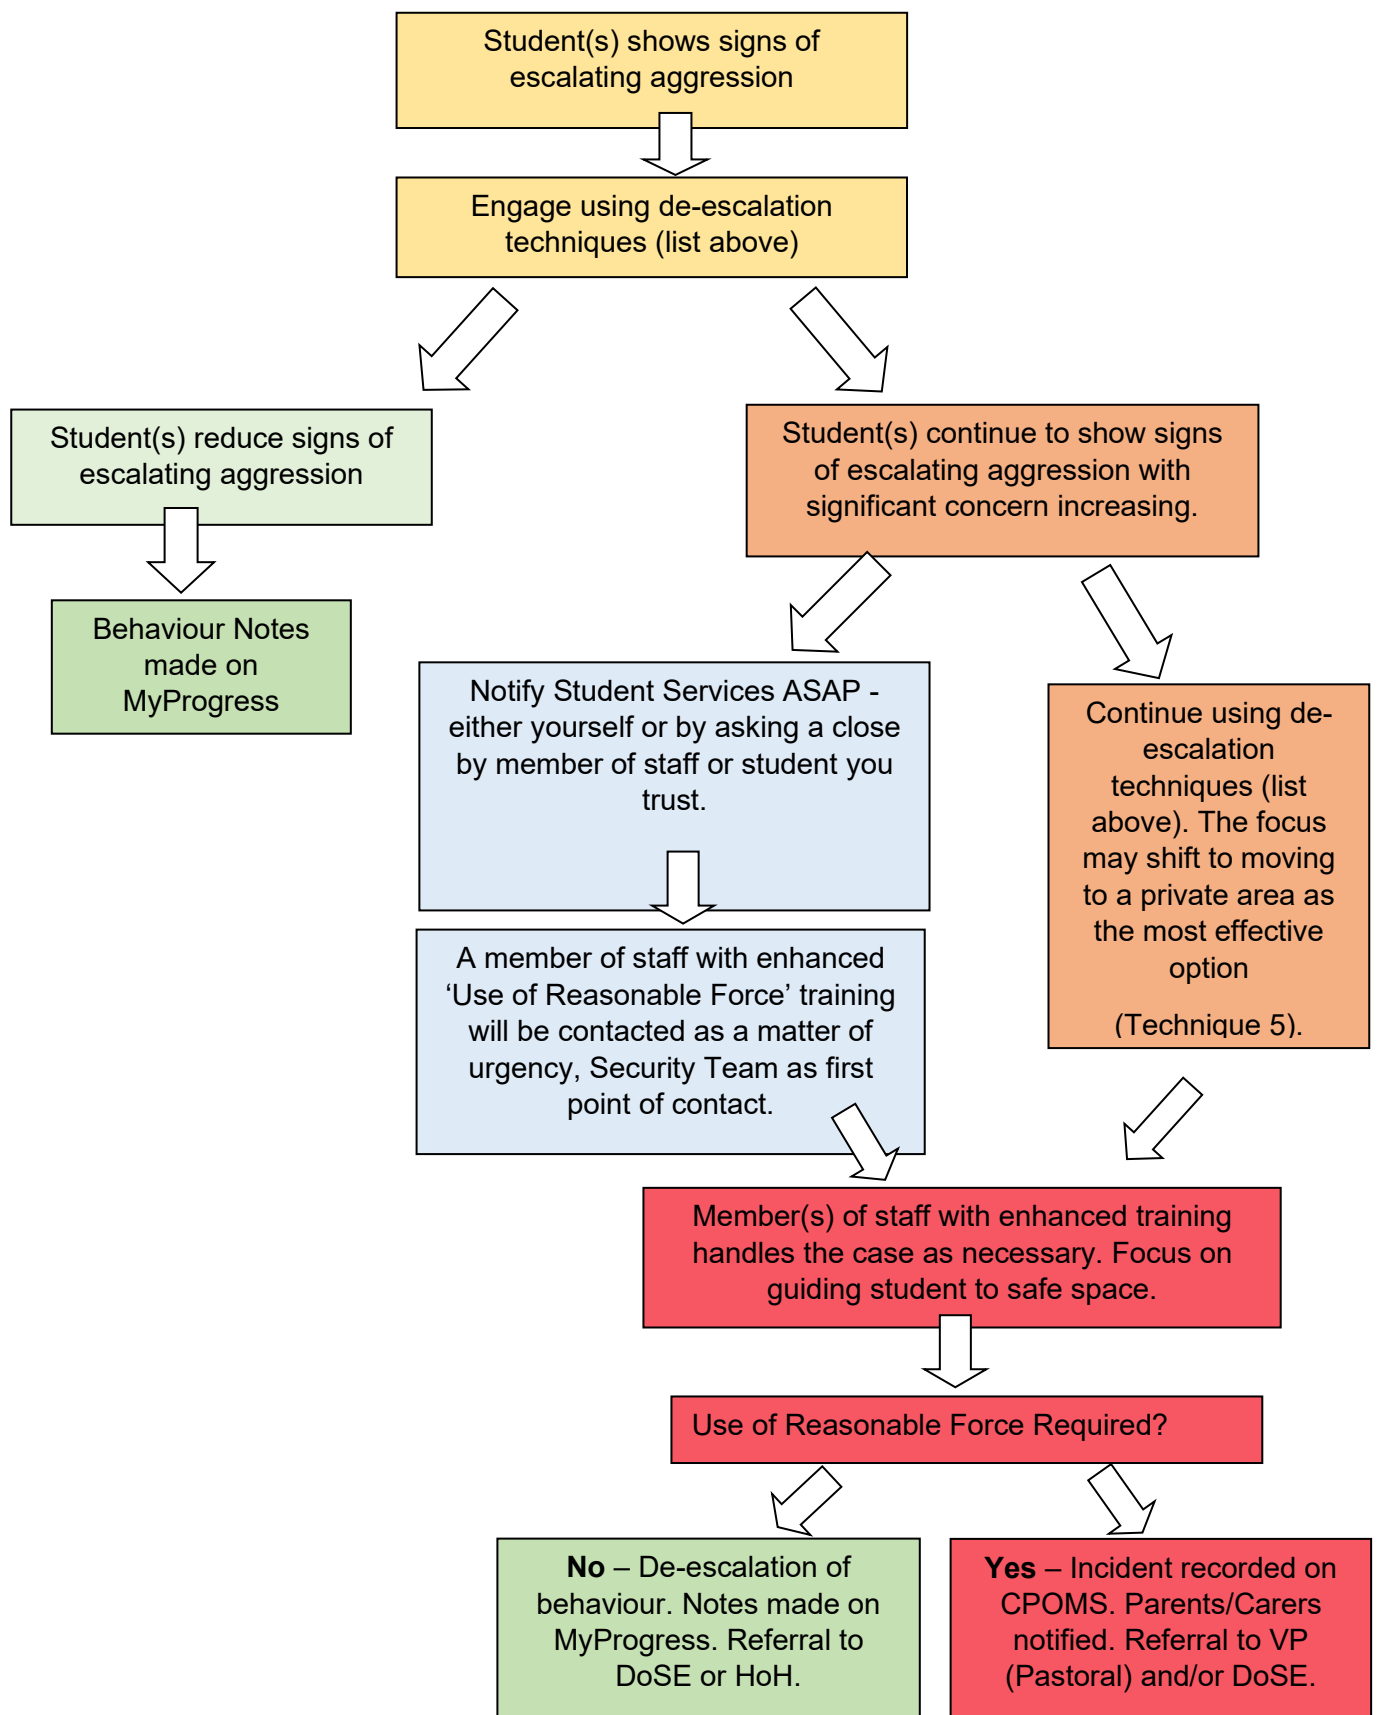 Student(s) shows signs of
escalating aggression
Engage using de-escalation
techniques (list above)
Student(s) reduce signs of
escalating aggression
Student(s) continue to show signs
of escalating aggression with
significant concern increasing.
Behaviour Notes
made on
MyProgress
Notify Student Services ASAP -
either yourself or by asking a close
by member of staff or student you
trust.
Continue using de-
escalation
techniques (list
above). The focus
may shift to moving
to a private area as
the most effective
option
(Technique 5).
A member of staff with enhanced
‘Use of Reasonable Force’ training
will be contacted as a matter of
urgency, Security Team as first
point of contact.
Member(s) of staff with enhanced training
handles the case as necessary. Focus on
guiding student to safe space.
Use of Reasonable Force Required?
No – De-escalation of
behaviour. Notes made on
MyProgress. Referral to
DoSE or HoH.
Yes – Incident recorded on
CPOMS. Parents/Carers
notified. Referral to VP
(Pastoral) and/or DoSE.